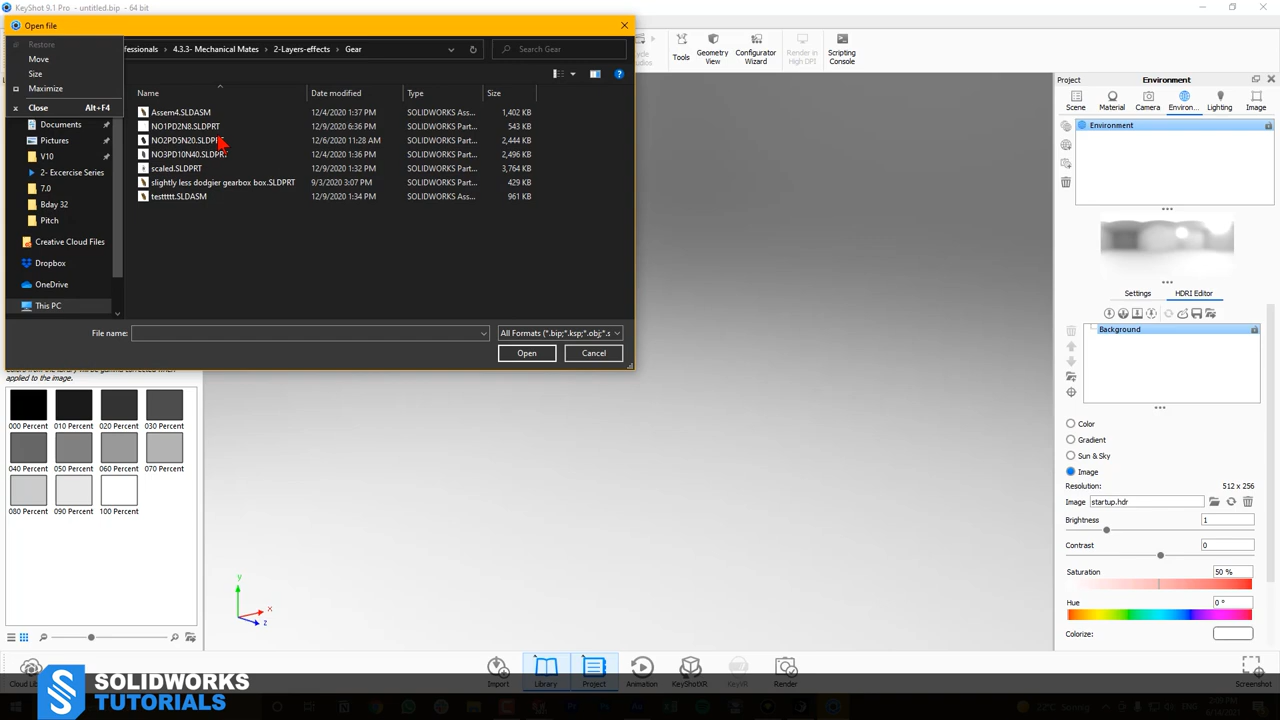 KeyShot 9.1 Pro - untitled.bip - 64 bit
Open file
Restore
Move
Size
Maximize
Close Alt+F4
fessionals > 4.3.3- Mechanical Mates > 2-Layers-effects > Gear
Search Gear
Name Date modified Type Size
Assem4.SLDASM 12/4/2020 1:37 PM SOLIDWORKS Asse... 1,402 KB
NO1PD2N8.SLDPRT 12/9/2020 6:36 PM SOLIDWORKS Part... 543 KB
NO2PD5N20.SLDPRT 12/6/2020 11:28 AM SOLIDWORKS Part... 2,444 KB
NO3PD10N40.SLDPRT 12/4/2020 1:37 PM SOLIDWORKS Part... 2,496 KB
scaled.SLDPRT 12/9/2020 1:32 PM SOLIDWORKS Part... 3,764 KB
slightly less dodgier gearbox box.SLDPRT 9/3/2020 3:07 PM SOLIDWORKS Part... 429 KB
testtttt.SLDASM 12/9/2020 1:34 PM SOLIDWORKS Ass... 961 KB
Documents
Pictures
V10
2- Excercise Series
7.0
Bday 32
Pitch
Creative Cloud Files
Dropbox
OneDrive
This PC
File name:
All Formats (*.bip;*.ksp;*.obj;*.s
Open
Cancel
Tools
Geometry View
Configurator Wizard
Render in High DPI
Scripting Console
Project Environment
Scene Material Camera Environ... Lighting Image
Environment
Settings HDRI Editor
Background
Color
Gradient
Sun & Sky
Image
Resolution: 512 x 256
Image startup.hdr
Brightness 1
Contrast 0
Saturation 50 %
Hue 0 °
Colorize:
applied to the image.
000 Percent 010 Percent 020 Percent 030 Percent
040 Percent 050 Percent 060 Percent 070 Percent
080 Percent 090 Percent 100 Percent
y
x
z
Import
Library
Project
Animation
KeyShotXR
KeyVR
Render
Screenshot
SOLIDWORKS
TUTORIALS